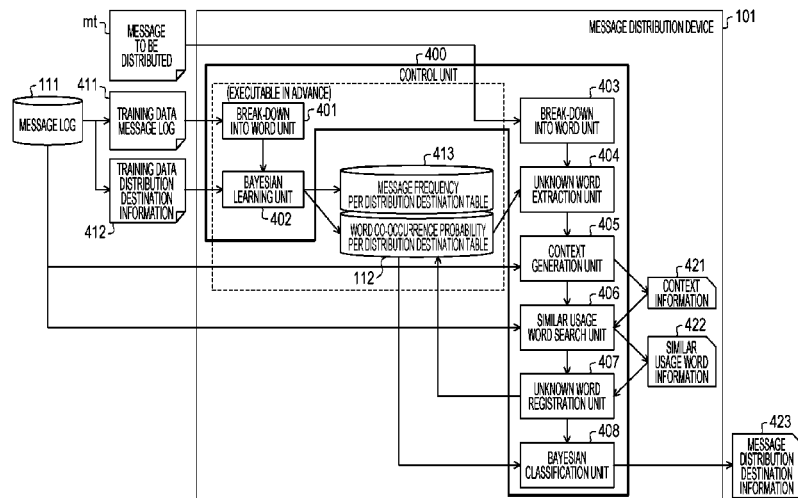 MESSAGE DISTRIBUTION DEVICE
101
mt
MESSAGE
TO BE
DISTRIBUTED
400
CONTROL UNIT
111
MESSAGE LOG
411
TRAINING DATA
MESSAGE LOG
(EXECUTABLE IN ADVANCE)
401
BREAK-DOWN
INTO WORD UNIT
403
BREAK-DOWN
INTO WORD UNIT
TRAINING DATA
DISTRIBUTION
DESTINATION
INFORMATION
412
BAYESIAN
LEARNING UNIT
402
413
MESSAGE FREQUENCY
PER DISTRIBUTION DESTINATION TABLE
WORD CO-OCCURRENCE PROBABILITY
PER DISTRIBUTION DESTINATION TABLE
112
404
UNKNOWN WORD
EXTRACTION UNIT
405
CONTEXT
GENERATION UNIT
421
CONTEXT
INFORMATION
406
SIMILAR USAGE
WORD SEARCH UNIT
422
SIMILAR
USAGE WORD
INFORMATION
407
UNKNOWN WORD
REGISTRATION UNIT
408
BAYESIAN
CLASSIFICATION UNIT
423
MESSAGE
DISTRIBUTION
DESTINATION
INFORMATION